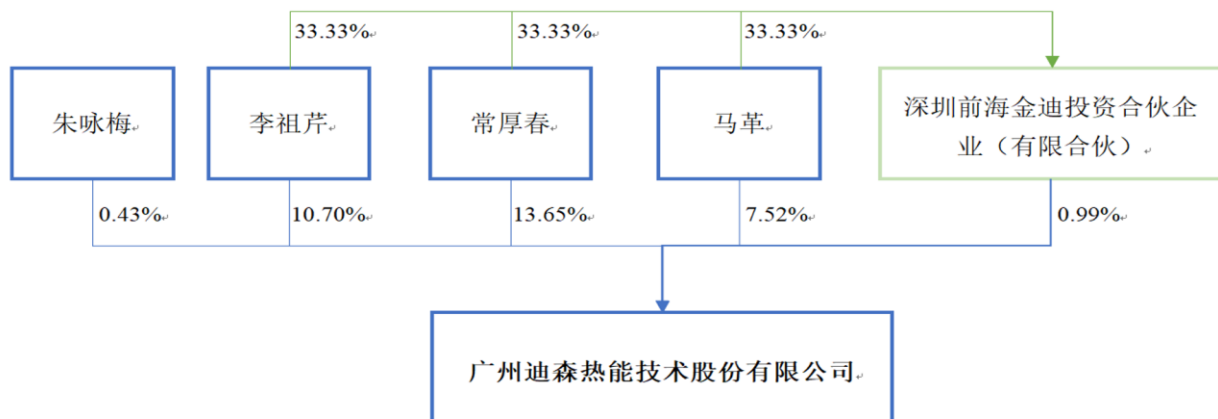 33.33%
33.33%
33.33%
朱咏梅
李祖芹
常厚春
马革
深圳前海金迪投资合伙企
业（有限合伙）
0.43%
10.70%
13.65%
7.52%
0.99%
广州迪森热能技术股份有限公司